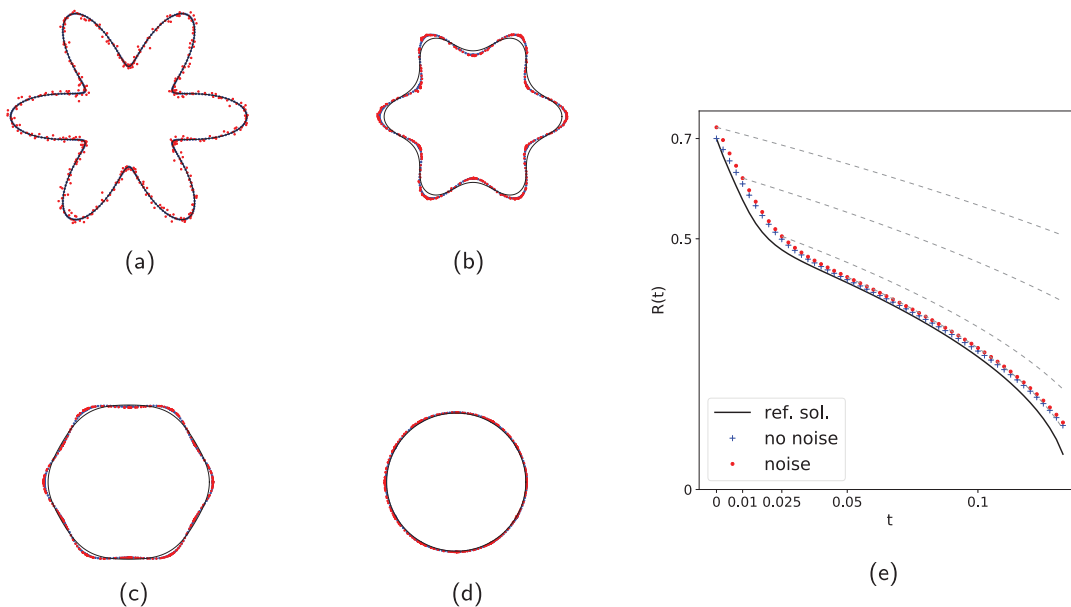 (a)
(b)
(c)
(d)
0.7
0.5
0
R(t)
ref. sol.
no noise
noise
0 0.01 0.025 0.05 0.1
t
(e)